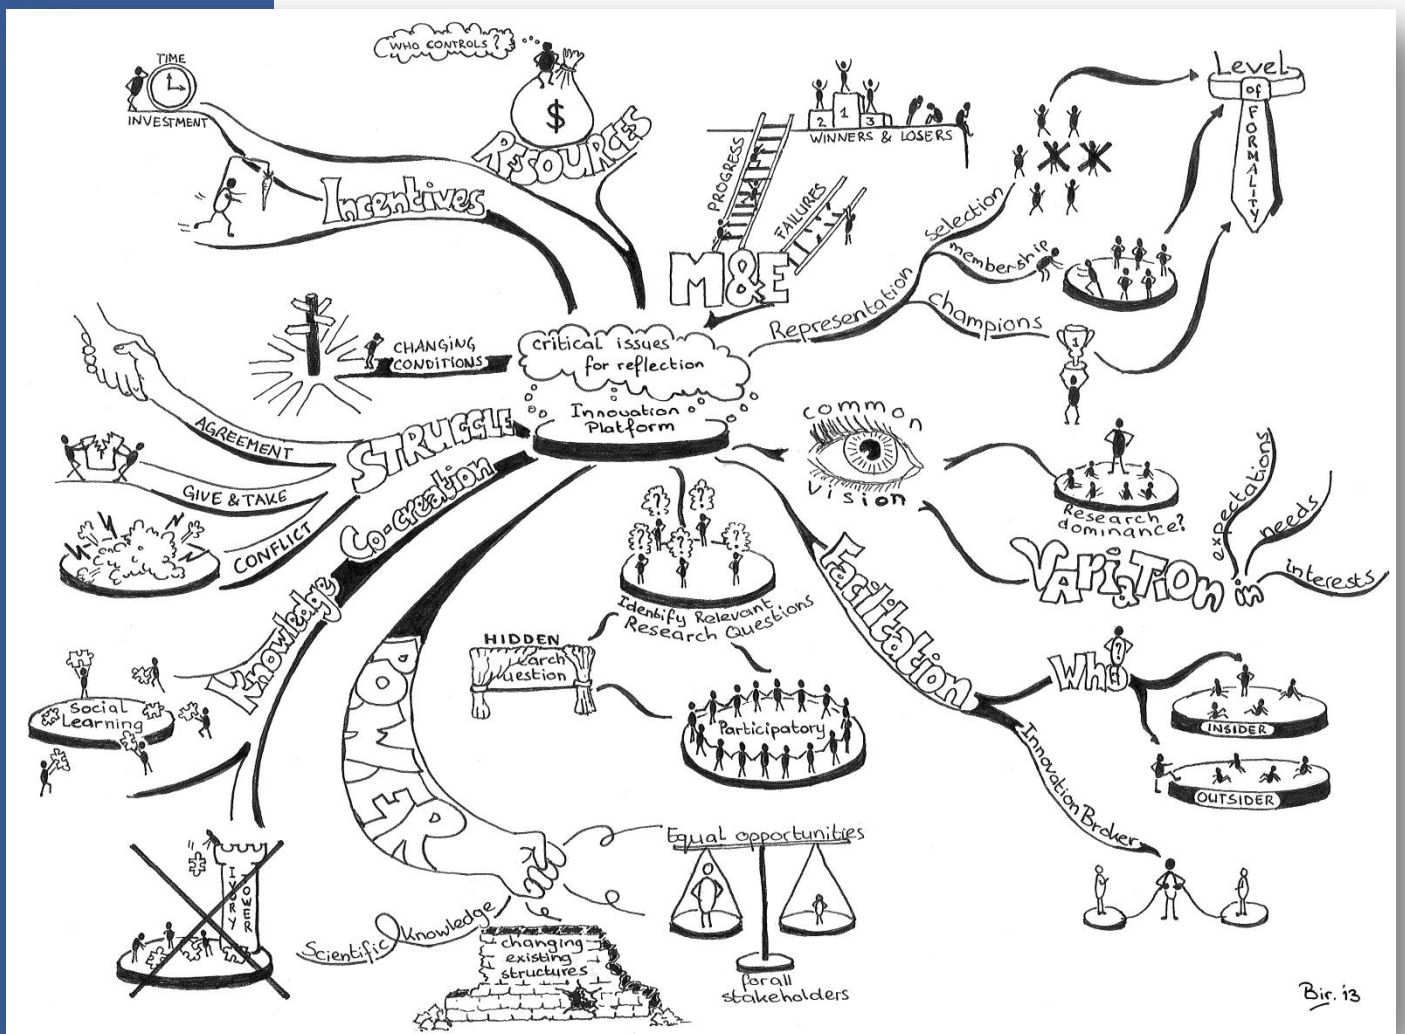 TIME
INVESTMENT
Incentives
WHO CONTROLS?
$
RESOURCES
PROGRESS
FAILURES
2 1 3
WINNERS & LOSERS
M&E
Representation
selection
membership
champions
1
Level
of
FORMALITY
CHANGING
CONDITIONS
critical issues
for reflection
Innovation
Platform
STRUGGLE
AGREEMENT
GIVE & TAKE
CONFLICT
Co-creation
Knowledge
Social
Learning
IVORY
TOWER
POWER
Scientific Knowledge
changing
existing
structures
Equal opportunities
for all
stakeholders
? ? ? ? ?
Identify Relevant
Research Questions
HIDDEN
earch
uestion
Participatory
common
vision
Research
dominance?
VARiaTiON in
expectations
needs
interests
Facilitation
Who
?
INSIDER
OUTSIDER
Innovation Broker
Bir. '13